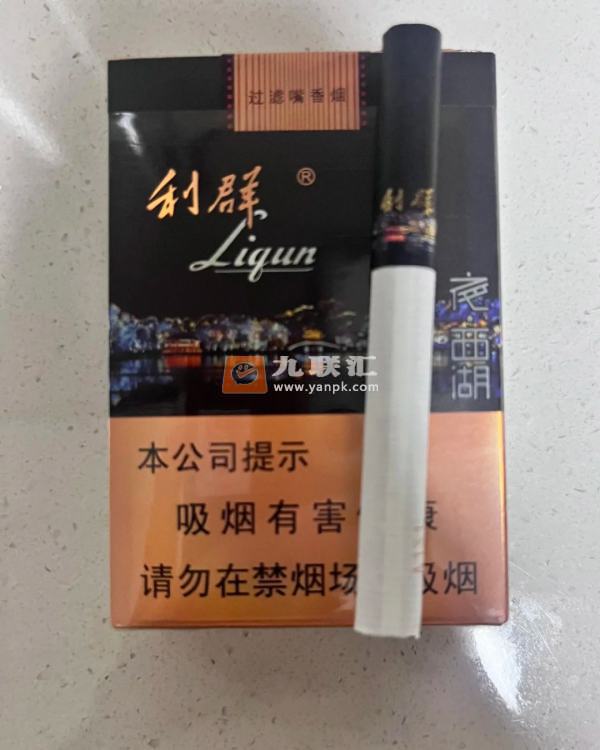 过滤嘴香烟
利群®
Liqun
利群
夜西湖
九联汇
www.yanpk.com
本公司提示
吸烟有害 康
请勿在禁烟场 吸烟